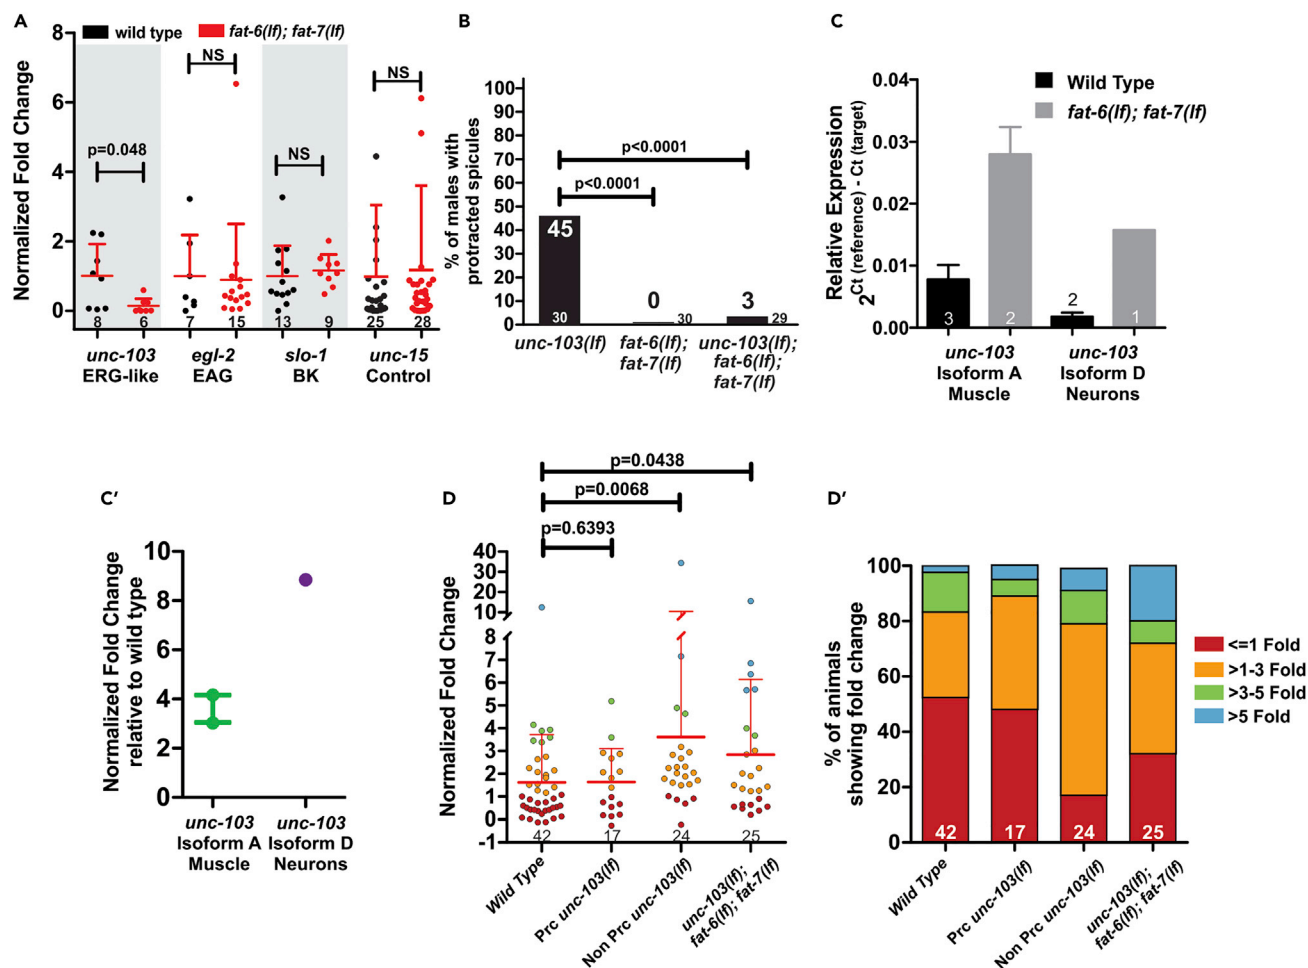 A
wild type
fat-6(lf); fat-7(lf)
Normalized Fold Change
8
6
4
2
0
p=0.048
NS
NS
NS
8
6
7
15
13
9
25
28
unc-103
ERG-like
egl-2
EAG
slo-1
BK
unc-15
Control
B
% of males with
protracted spicules
100
90
80
70
60
50
40
30
20
10
0
p<0.0001
p<0.0001
45
0
3
30
30
29
unc-103(lf)
fat-6(lf);
fat-7(lf)
unc-103(lf);
fat-6(lf);
fat-7(lf)
C
Wild Type
fat-6(lf); fat-7(lf)
Relative Expression
2Ct (reference) - Ct (target)
0.04
0.03
0.01
0.01
0.00
3
2
2
1
unc-103
Isoform A
Muscle
unc-103
Isoform D
Neurons
C'
Normalized Fold Change
relative to wild type
10
8
6
4
2
0
unc-103
Isoform A
Muscle
unc-103
Isoform D
Neurons
D
p=0.0438
p=0.0068
p=0.6393
Normalized Fold Change
40
30
20
10
8
7
6
5
4
3
2
1
0
-1
42
17
24
25
Wild Type
Prc unc-103(lf)
Non Prc unc-103(lf)
unc-103(lf);
fat-6(lf); fat-7(lf)
D'
% of animals
showing fold change
100
80
60
40
20
0
42
17
24
25
<=1 Fold
>1-3 Fold
>3-5 Fold
>5 Fold
Wild Type
Prc unc-103(lf)
Non Prc unc-103(lf)
unc-103(lf);
fat-6(lf); fat-7(lf)